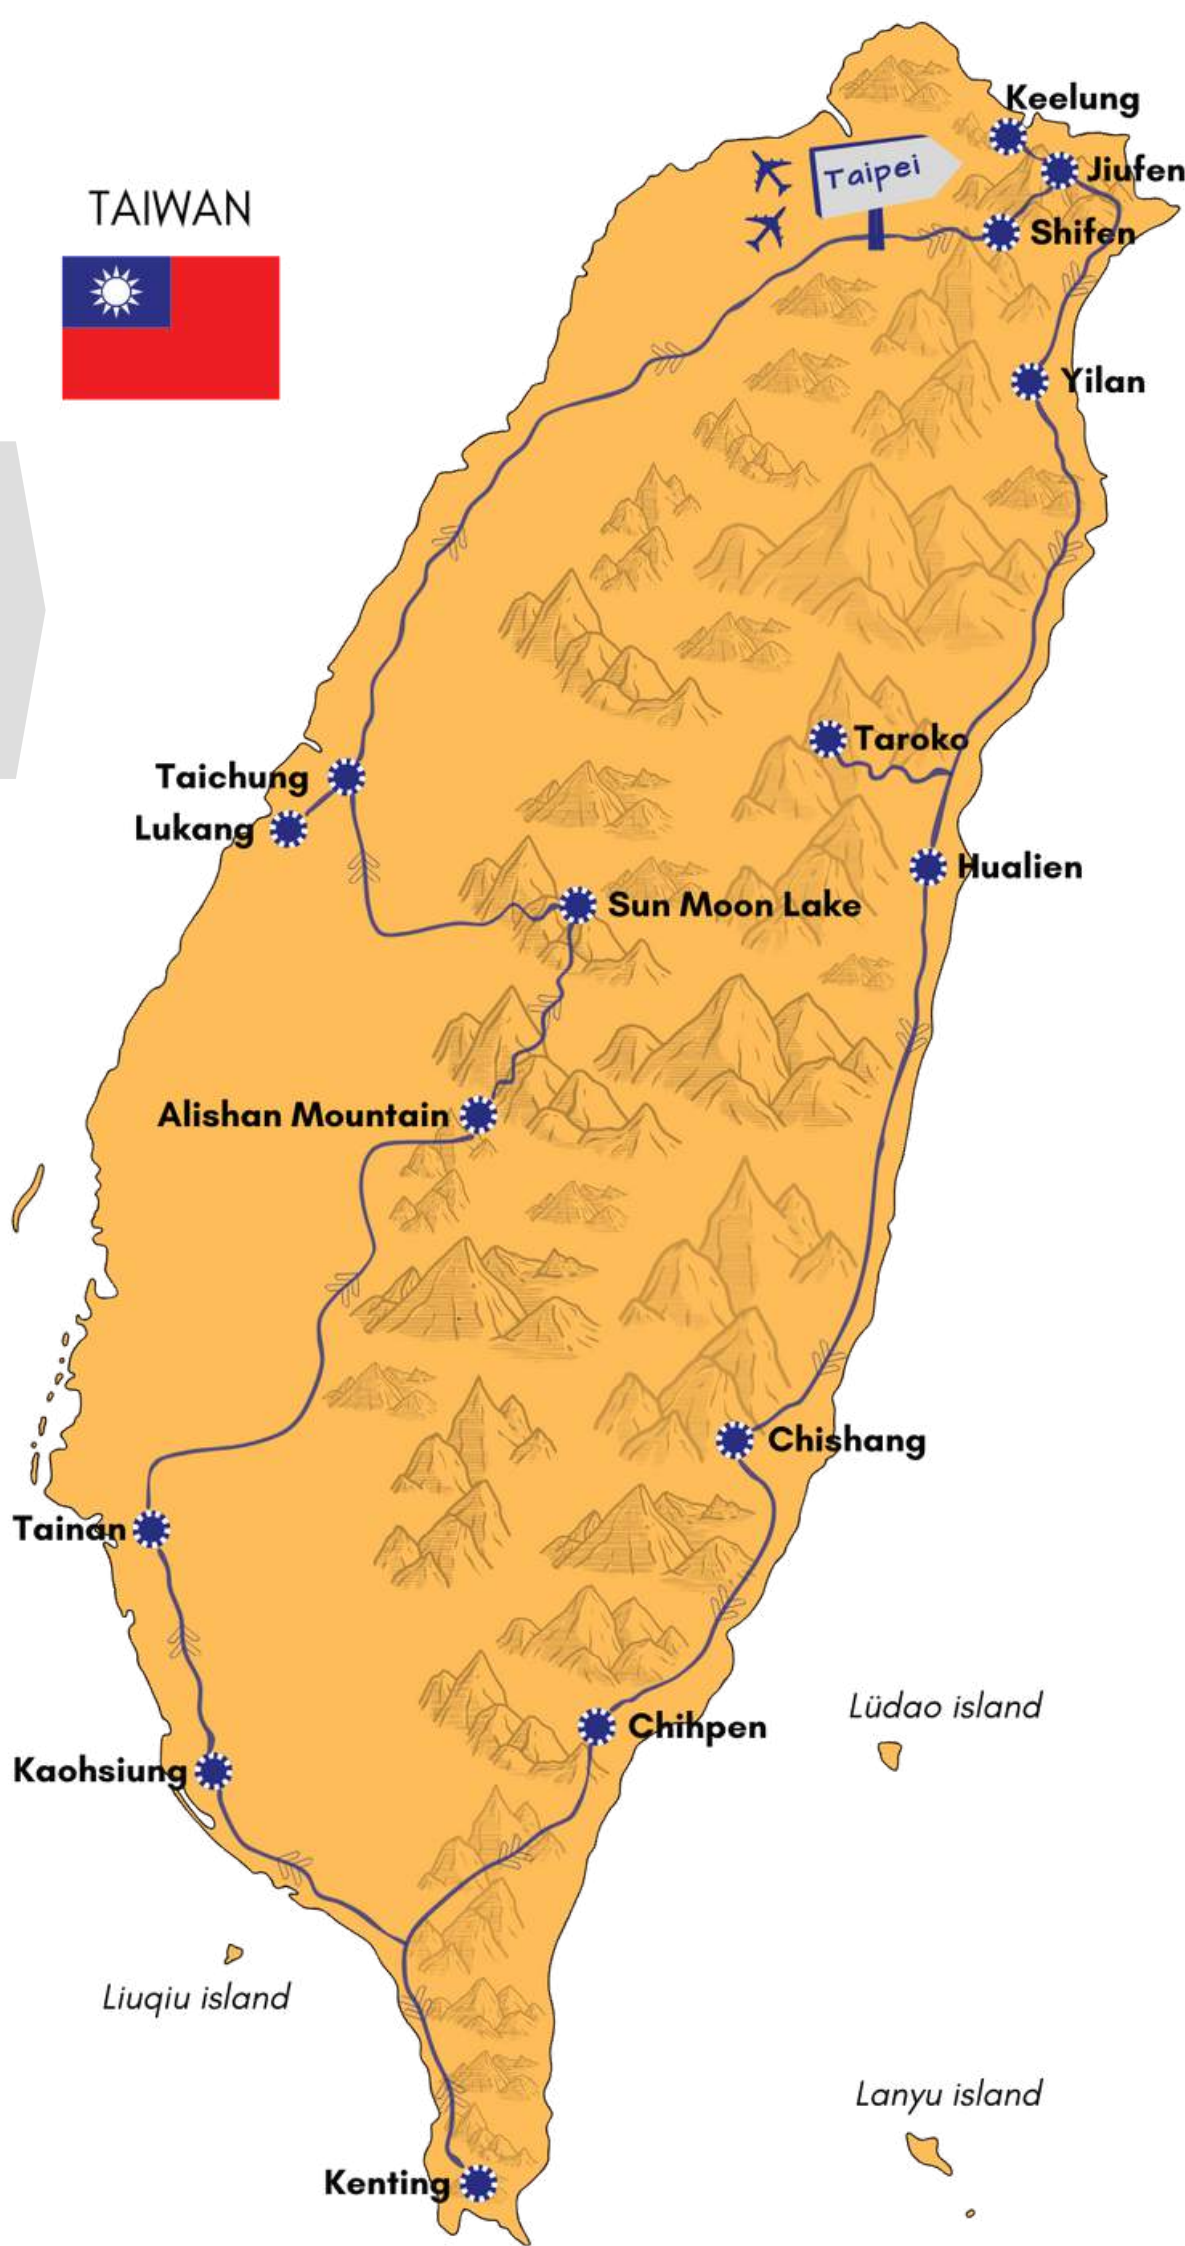 Keelung
Taipei
Jiufen
TAIWAN
Shifen
Yilan
Taroko
Taichung
Lukang
Hualien
Sun Moon Lake
Alishan Mountain
Chishang
Tainan
Lüdao island
Chihpen
Kaohsiung
Liuqiu island
Lanyu island
Kenting